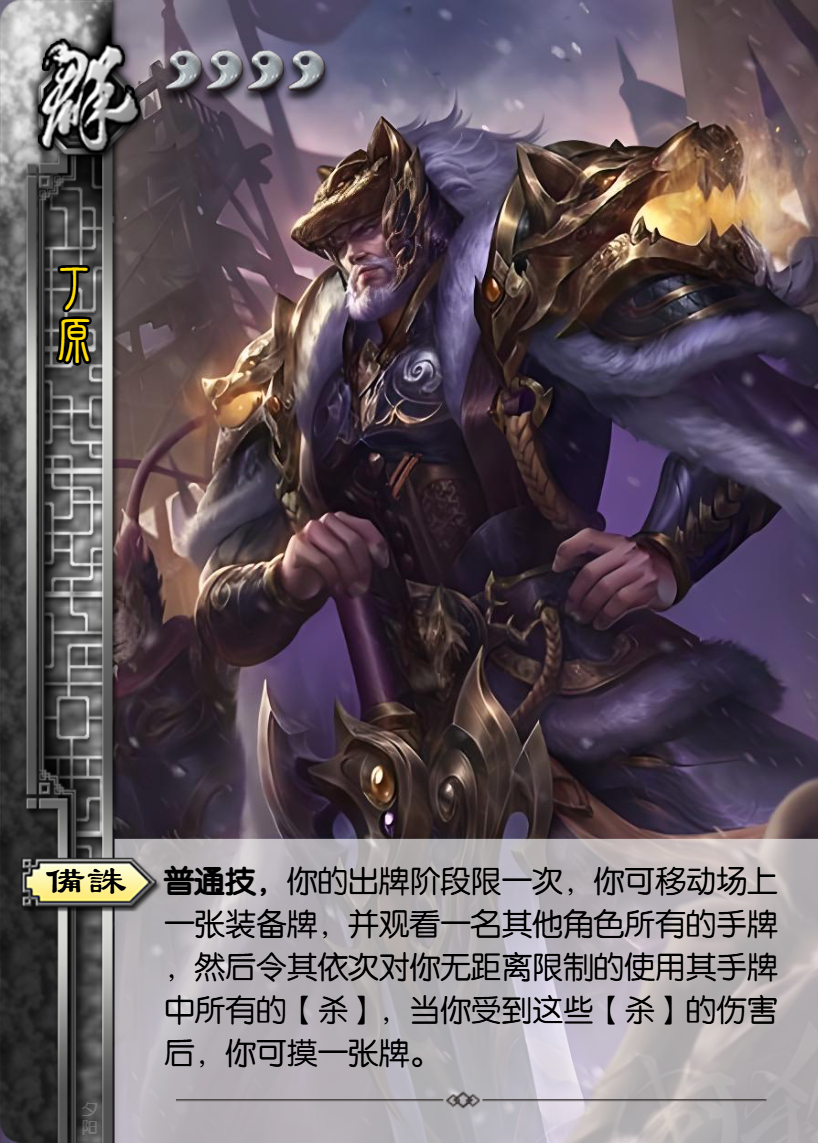 群
丁原
備誅
普通技，你的出牌阶段限一次，你可移动场上
一张装备牌，并观看一名其他角色所有的手牌
，然后令其依次对你无距离限制的使用其手牌
中所有的【杀】，当你受到这些【杀】的伤害
后，你可摸一张牌。
夕阳